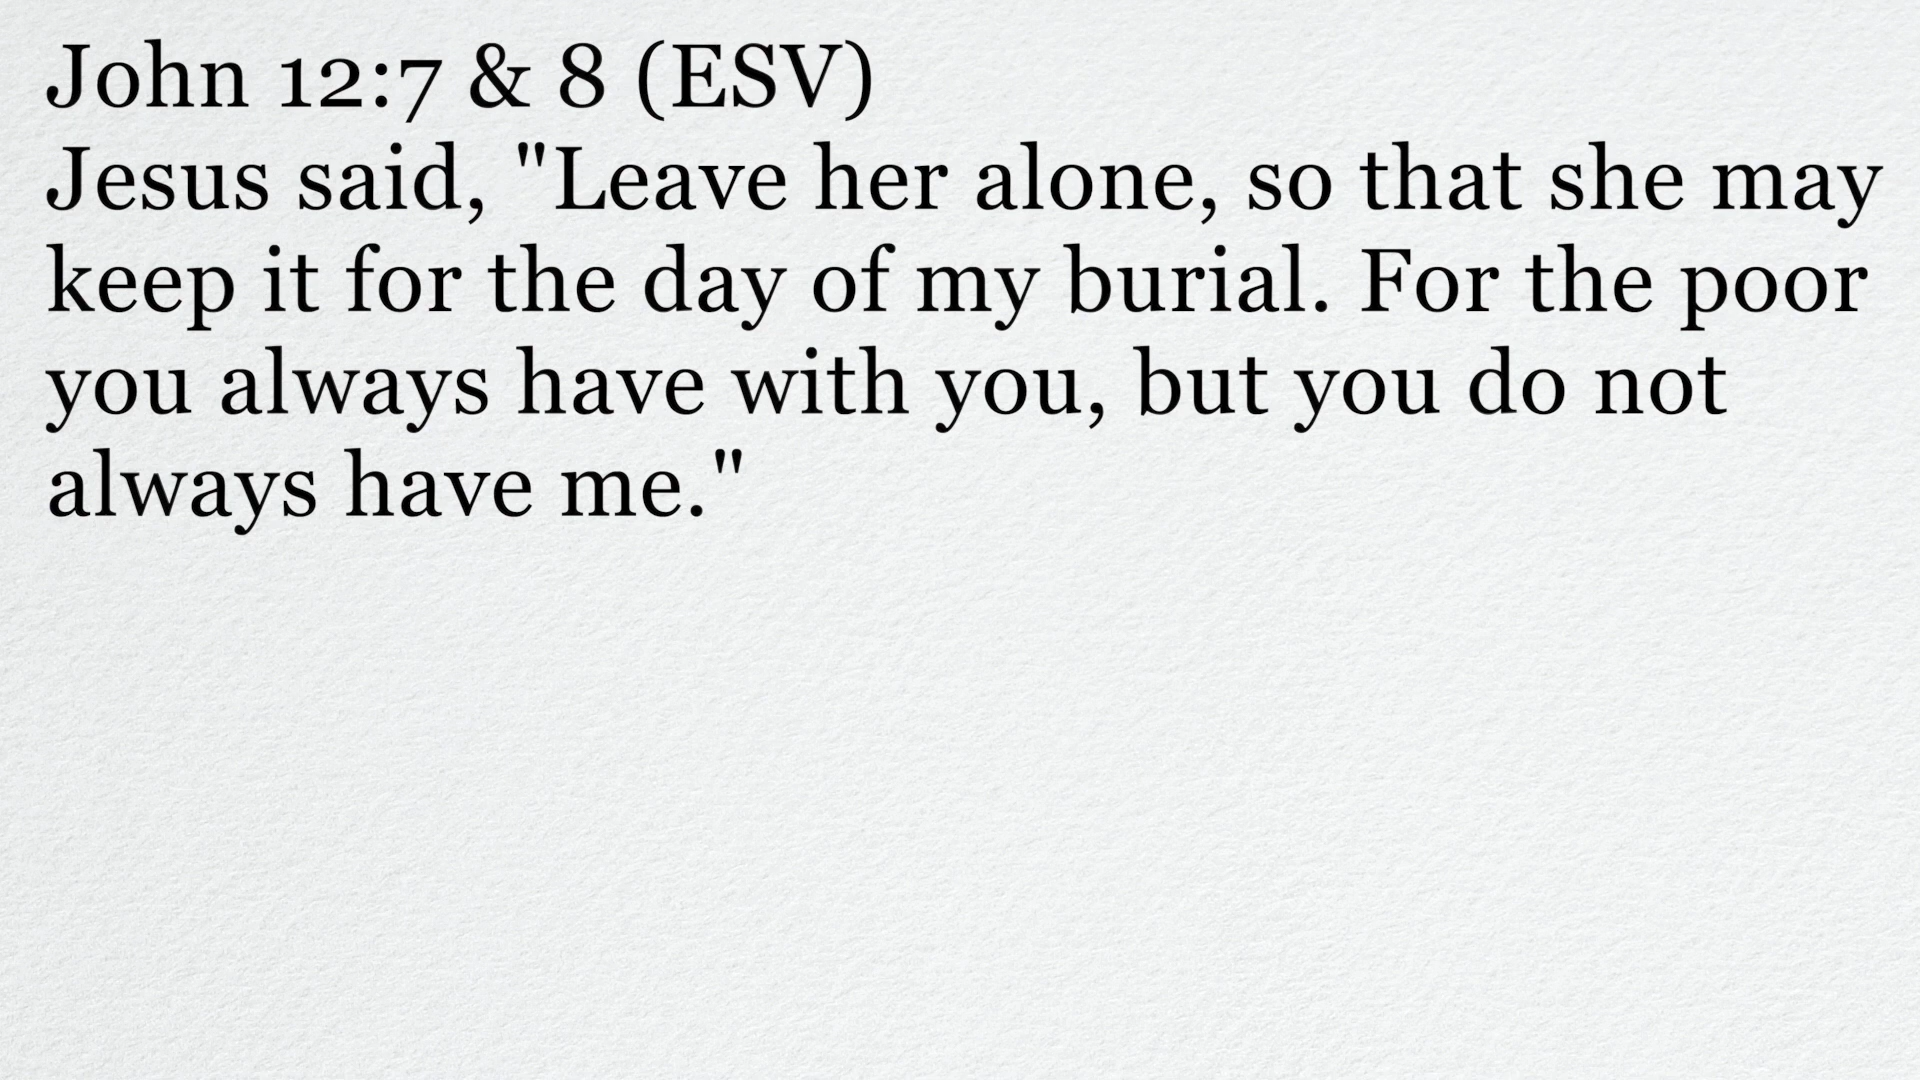 John 12:7 & 8 (ESV)
Jesus said, "Leave her alone, so that she may
keep it for the day of my burial. For the poor
you always have with you, but you do not
always have me."